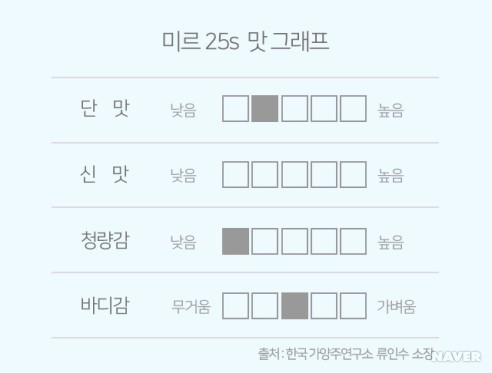 미르 25s 맛 그래프
단 맛 낮음 높음
신 맛 낮음 높음
청량감 낮음 높음
바디감 무거움 가벼움
출처 : 한국가양주연구소 류인수 소장
NAVER